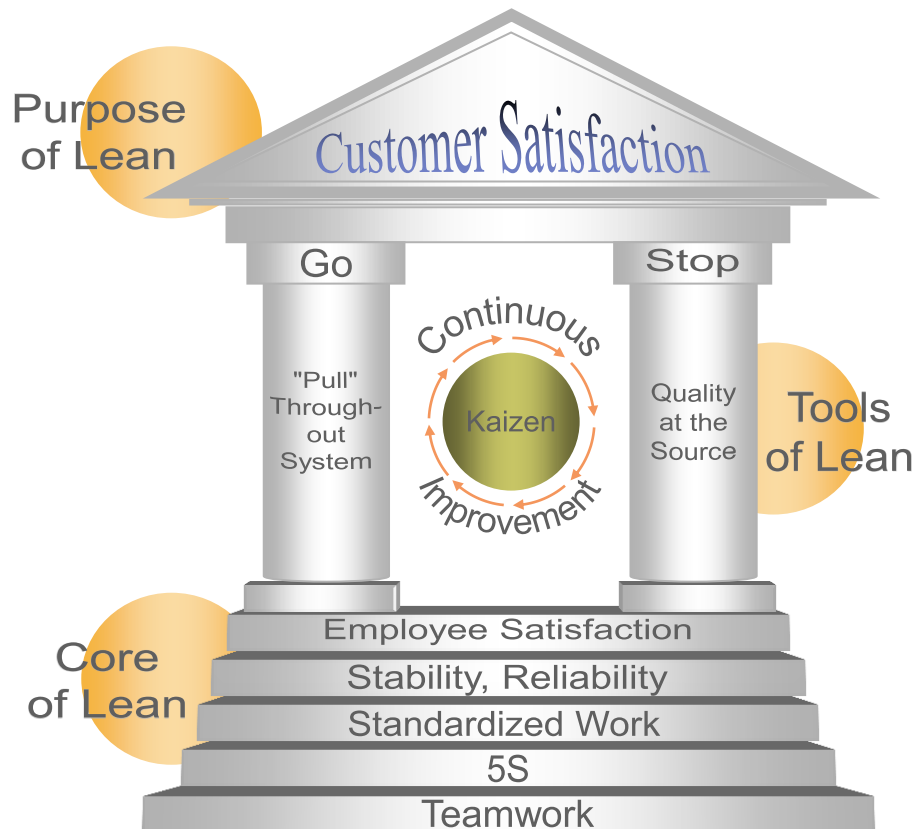 Purpose
of Lean
Customer Satisfaction
Go
Stop
"Pull"
Through-
out
System
Continuous
Kaizen
Improvement
Quality
at the
Source
Tools
of Lean
Core
of Lean
Employee Satisfaction
Stability, Reliability
Standardized Work
5S
Teamwork